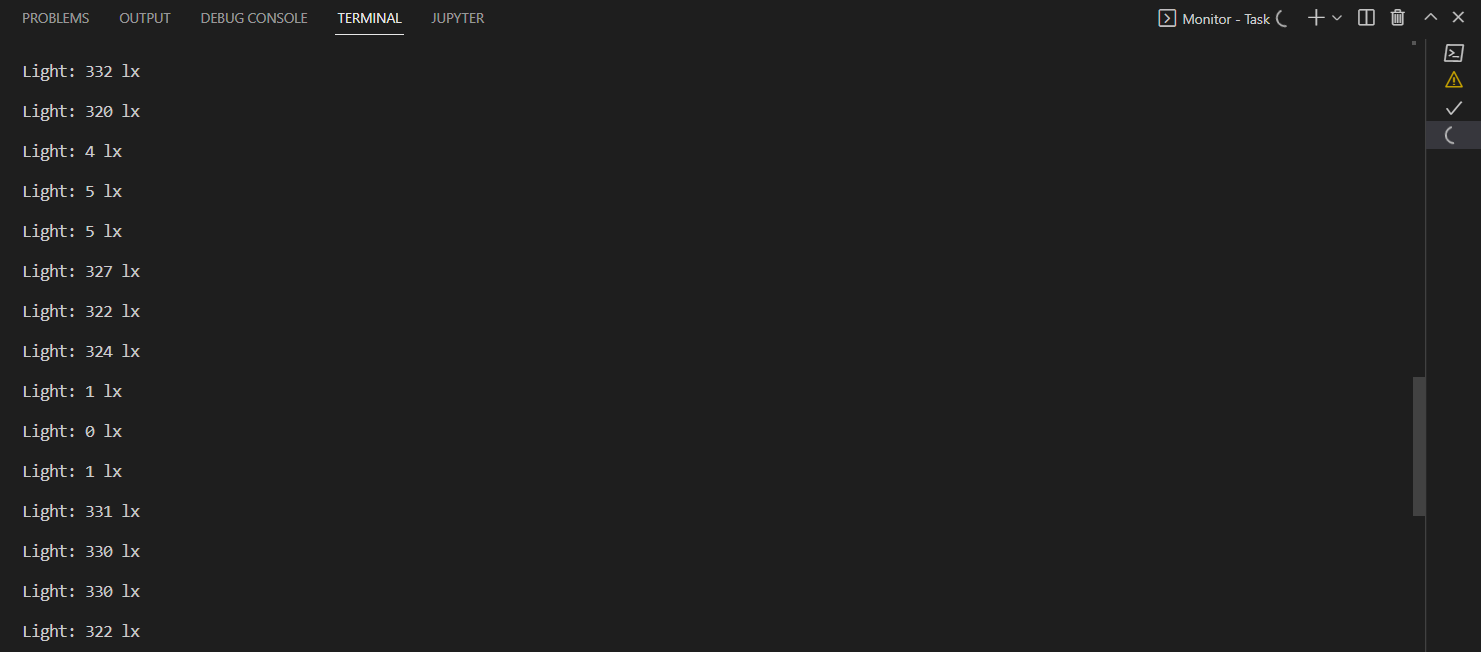 PROBLEMS OUTPUT DEBUG CONSOLE TERMINAL JUPYTER Monitor - Task
Light: 332 lx
Light: 320 lx
Light: 4 lx
Light: 5 lx
Light: 5 lx
Light: 327 lx
Light: 322 lx
Light: 324 lx
Light: 1 lx
Light: 0 lx
Light: 1 lx
Light: 331 lx
Light: 330 lx
Light: 330 lx
Light: 322 lx